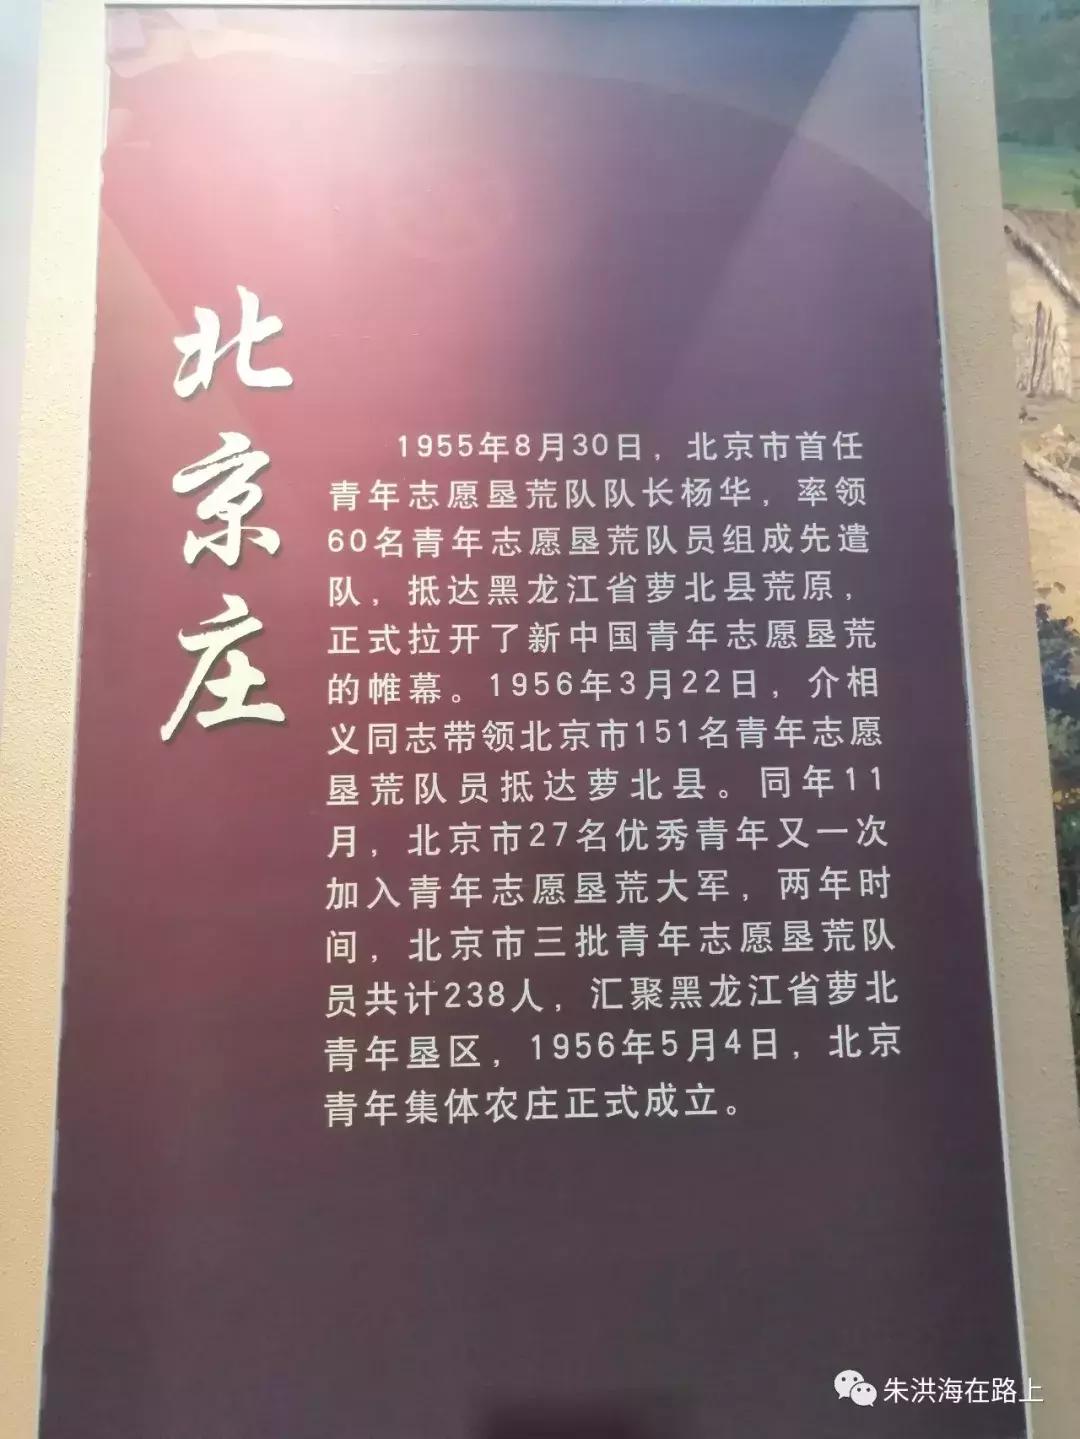 北京庄
1955年8月30日，北京市首任
青年志愿垦荒队队长杨华，率领
60名青年志愿垦荒队员组成先遣
队，抵达黑龙江省萝北县荒原，
正式拉开了新中国青年志愿垦荒
的帷幕。1956年3月22日，介相
义同志带领北京市151名青年志愿
垦荒队员抵达萝北县。同年11
月，北京市27名优秀青年又一次
加入青年志愿垦荒大军，两年时
间，北京市三批青年志愿垦荒队
员共计238人，汇聚黑龙江省萝北
青年垦区，1956年5月4日，北京
青年集体农庄正式成立。
朱洪海在路上